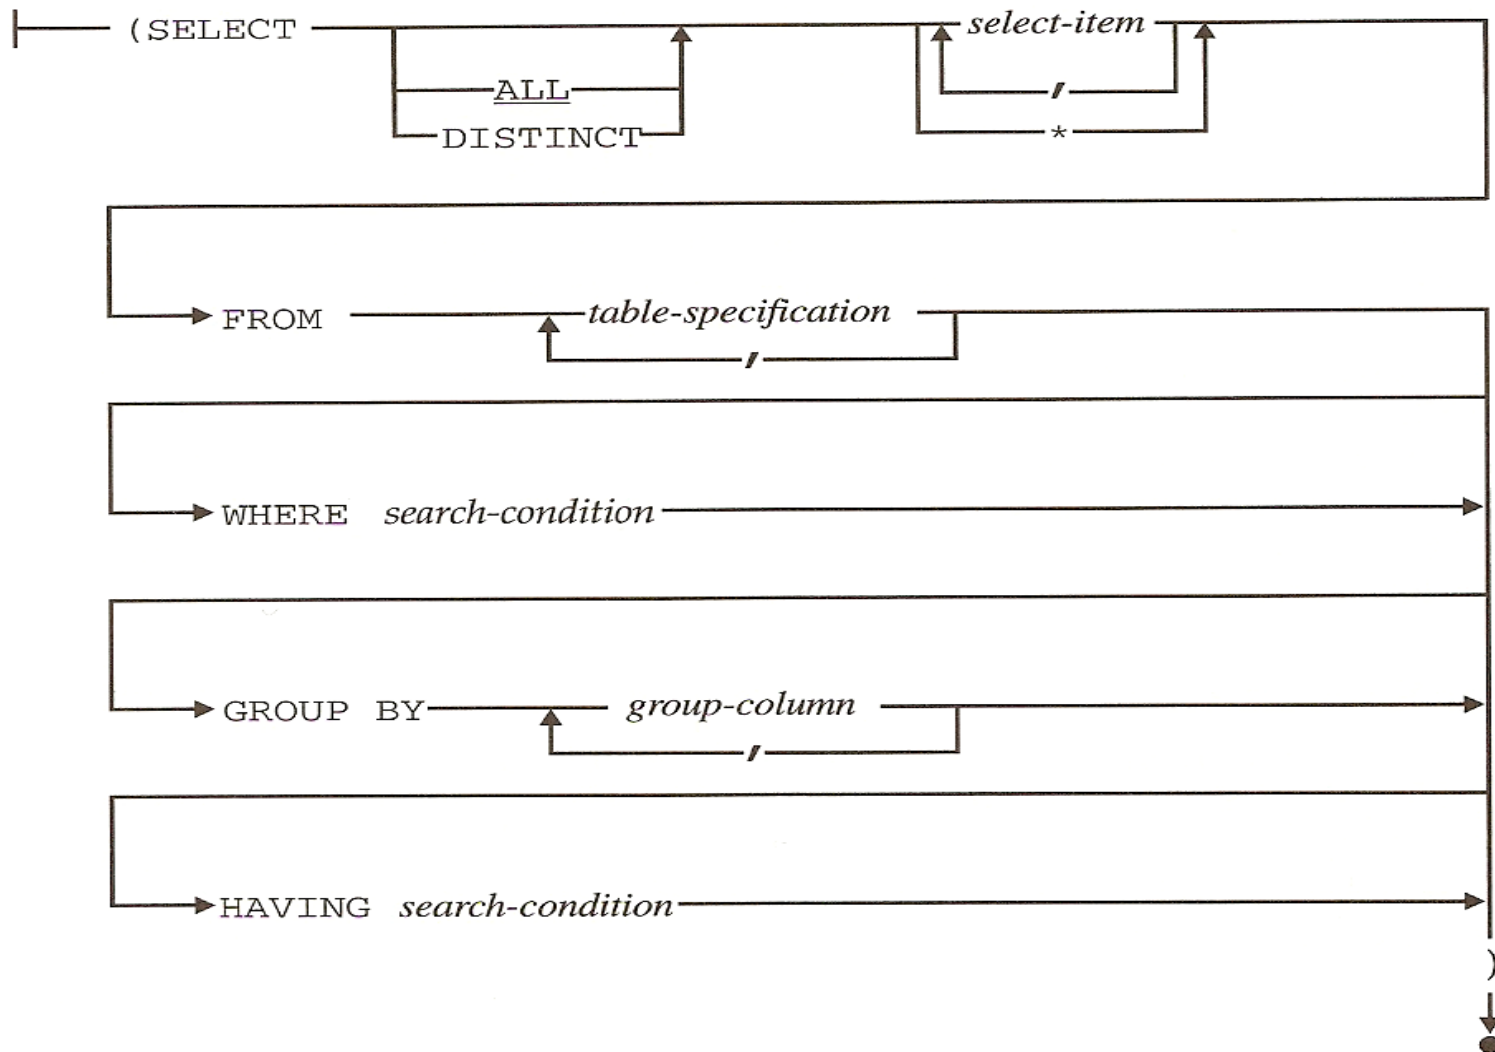 (SELECT select-item
ALL ,
DISTINCT *
FROM table-specification
,
WHERE search-condition
GROUP BY group-column
,
HAVING search-condition
)